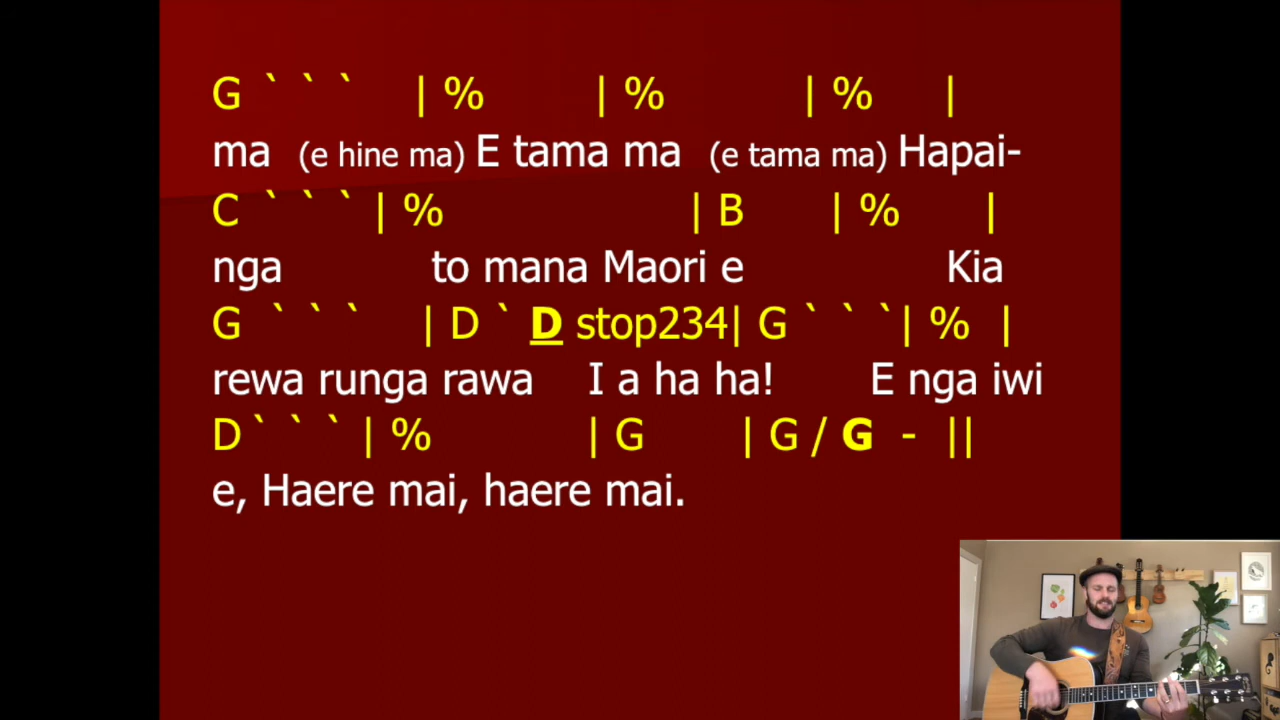 G ` ` ` | % | % | % |
ma (e hine ma) E tama ma (e tama ma) Hapai-
C ` ` ` | % | B | % |
nga to mana Maori e Kia
G ` ` ` | D ` D stop234| G ` ` `| % |
rewa runga rawa I a ha ha! E nga iwi
D ` ` ` | % | G | G / G - ||
e, Haere mai, haere mai.